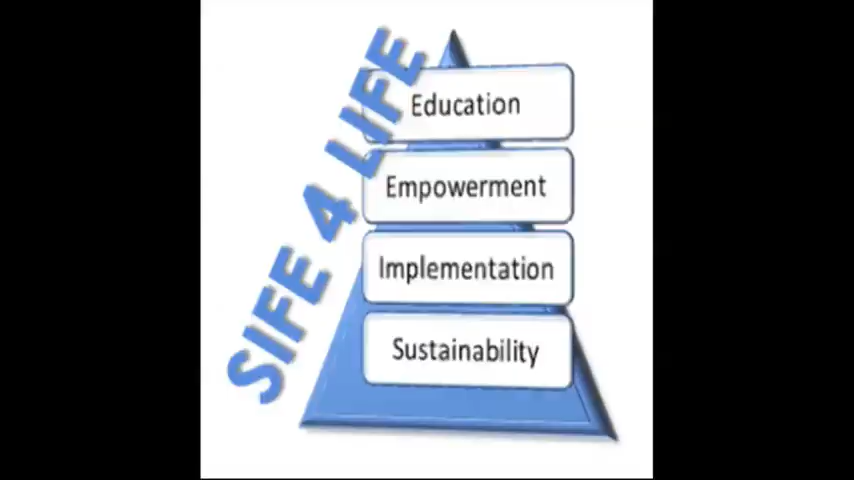 SIFE 4 LIFE
Education
Empowerment
Implementation
Sustainability